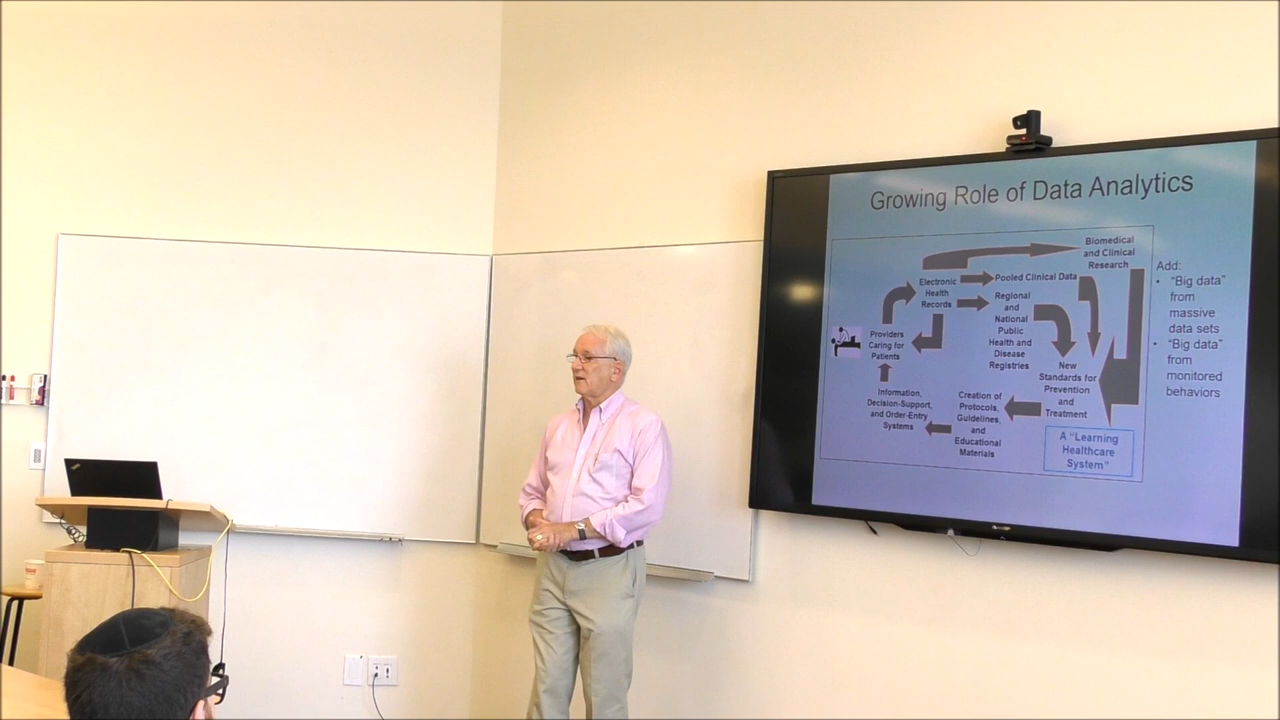 Growing Role of Data Analytics
Biomedical
and Clinical
Research
Pooled Clinical Data
Electronic
Health
Records
Regional
and
National
Public
Health and
Disease
Registries
Providers
Caring for
Patients
New
Standards for
Prevention
and
Treatment
Information,
Decision-Support,
and Order-Entry
Systems
Creation of
Protocols,
Guidelines,
and
Educational
Materials
A "Learning
Healthcare
System"
Add:
• "Big data"
from
massive
data sets
• "Big data"
from
monitored
behaviors